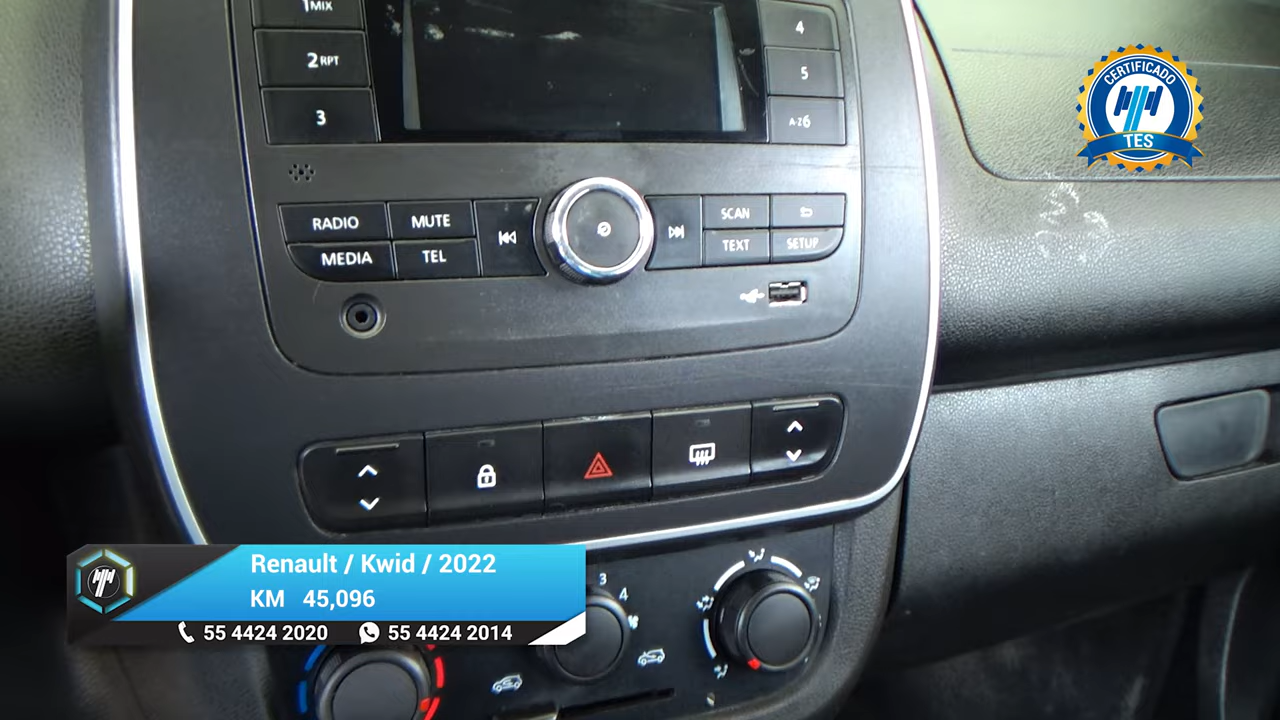 1MIX
2RPT
3
4
5
A-Z6
RADIO
MUTE
MEDIA
TEL
SCAN
TEXT
SETUP
CERTIFICADO
TES
3
4
Renault / Kwid / 2022
KM 45,096
55 4424 2020
55 4424 2014